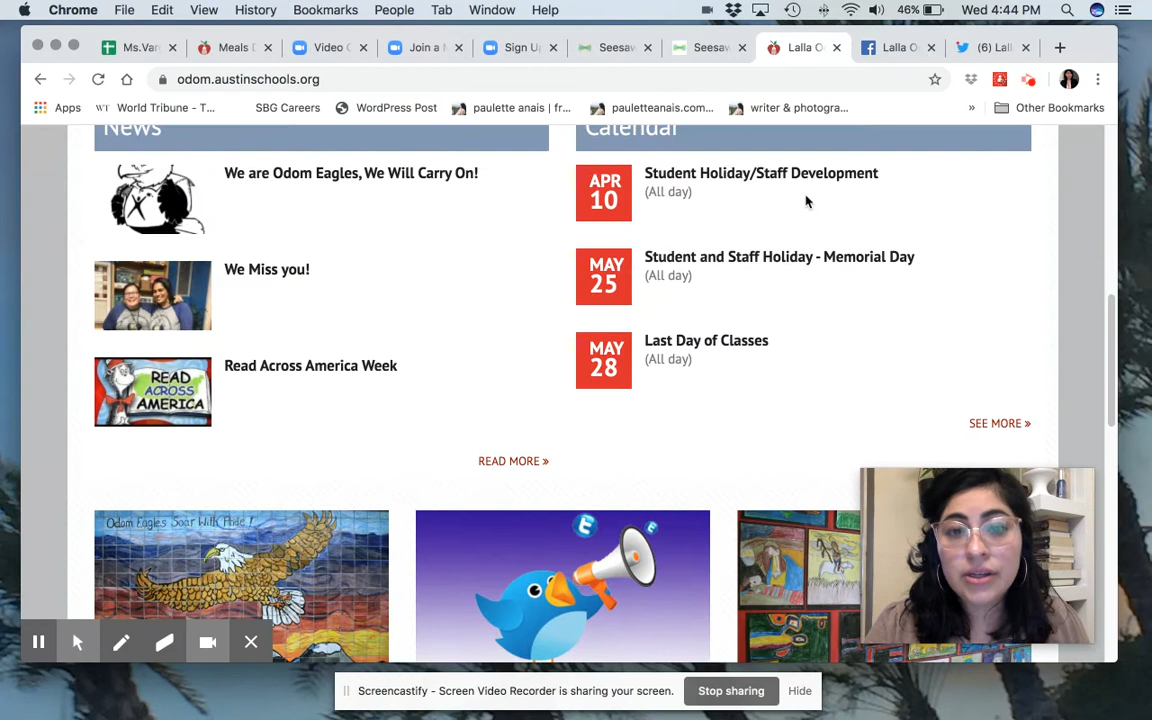 Chrome File Edit View History Bookmarks People Tab Window Help 46% Wed 4:44 PM
Ms.Var Meals D Video C Join a M Sign Up Seesaw Seesaw Lalla O Lalla O (6) Lall
odom.austinschools.org
Apps World Tribune - T... SBG Careers WordPress Post paulette anais | fr... pauletteanais.com... writer & photogra... » Other Bookmarks
News
Calendar
We are Odom Eagles, We Will Carry On!
We Miss you!
READ
ACROSS
AMERICA
Read Across America Week
READ MORE »
APR
10
Student Holiday/Staff Development
(All day)
MAY
25
Student and Staff Holiday - Memorial Day
(All day)
MAY
28
Last Day of Classes
(All day)
SEE MORE »
Odom Eagles Soar With Pride !
Screencastify - Screen Video Recorder is sharing your screen. Stop sharing Hide